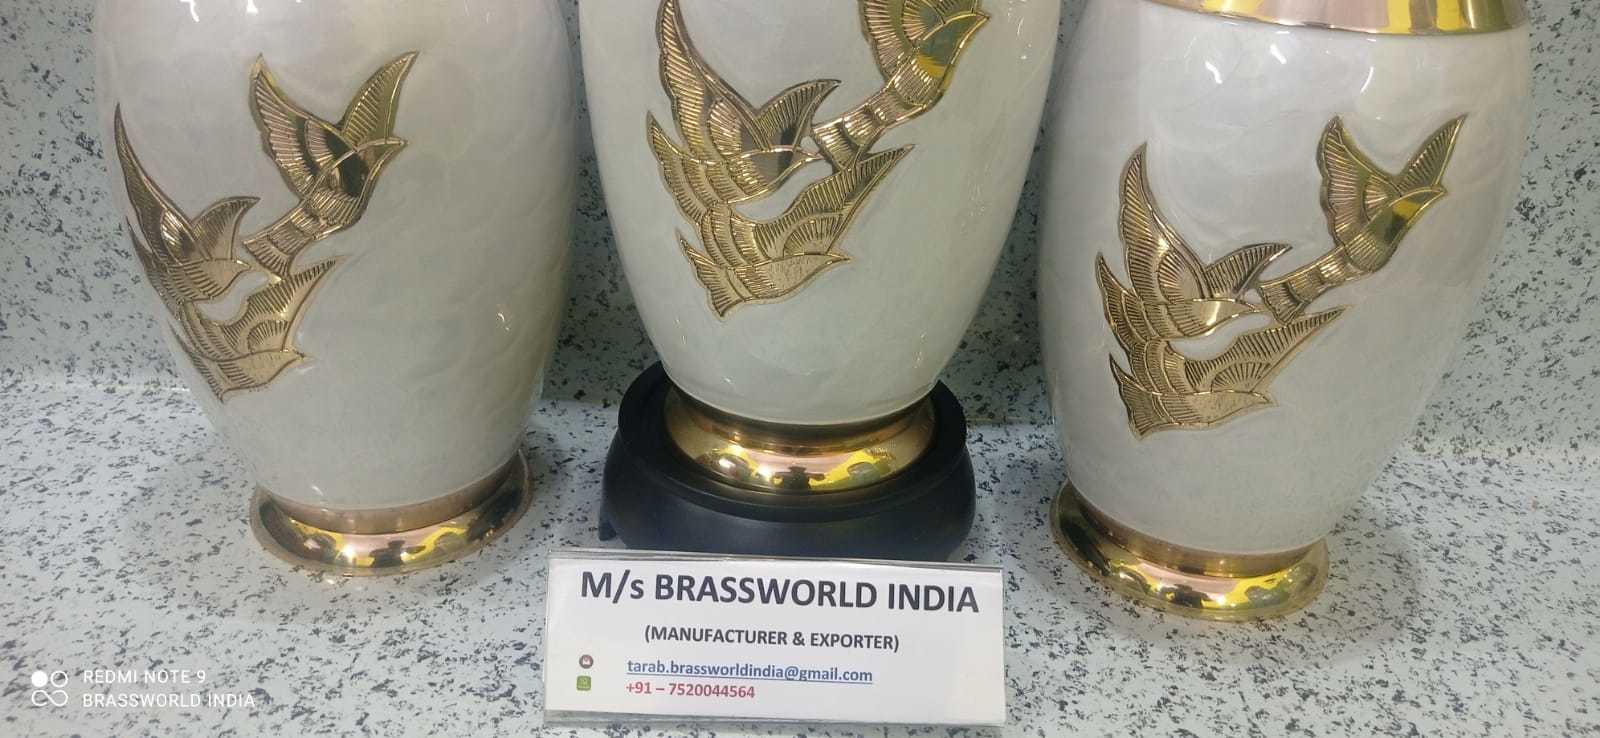 M/s BRASSWORLD INDIA
(MANUFACTURER & EXPORTER)
tarab.brassworldindia@gmail.com
+91 – 7520044564
REDMI NOTE 9
BRASSWORLD INDIA